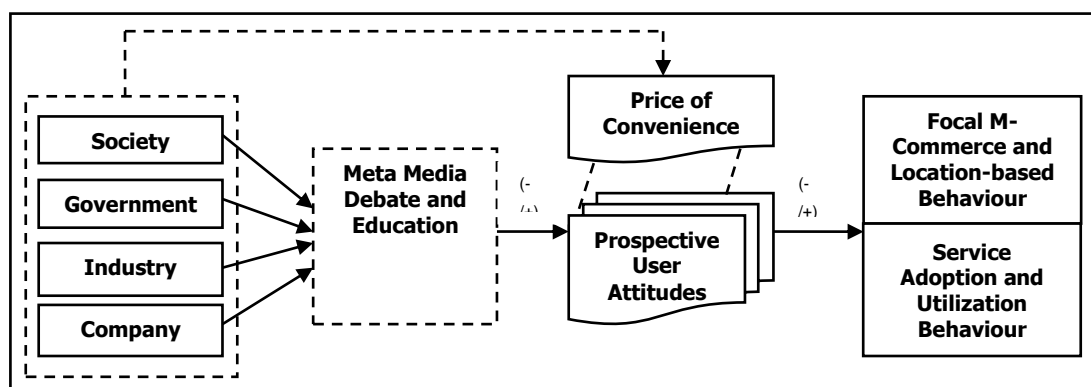 Society
Government
Industry
Company
Meta Media
Debate and
Education
(-
/+)
Price of
Convenience
Prospective
User
Attitudes
(-
/+)
Focal M-
Commerce and
Location-based
Behaviour
Service
Adoption and
Utilization
Behaviour